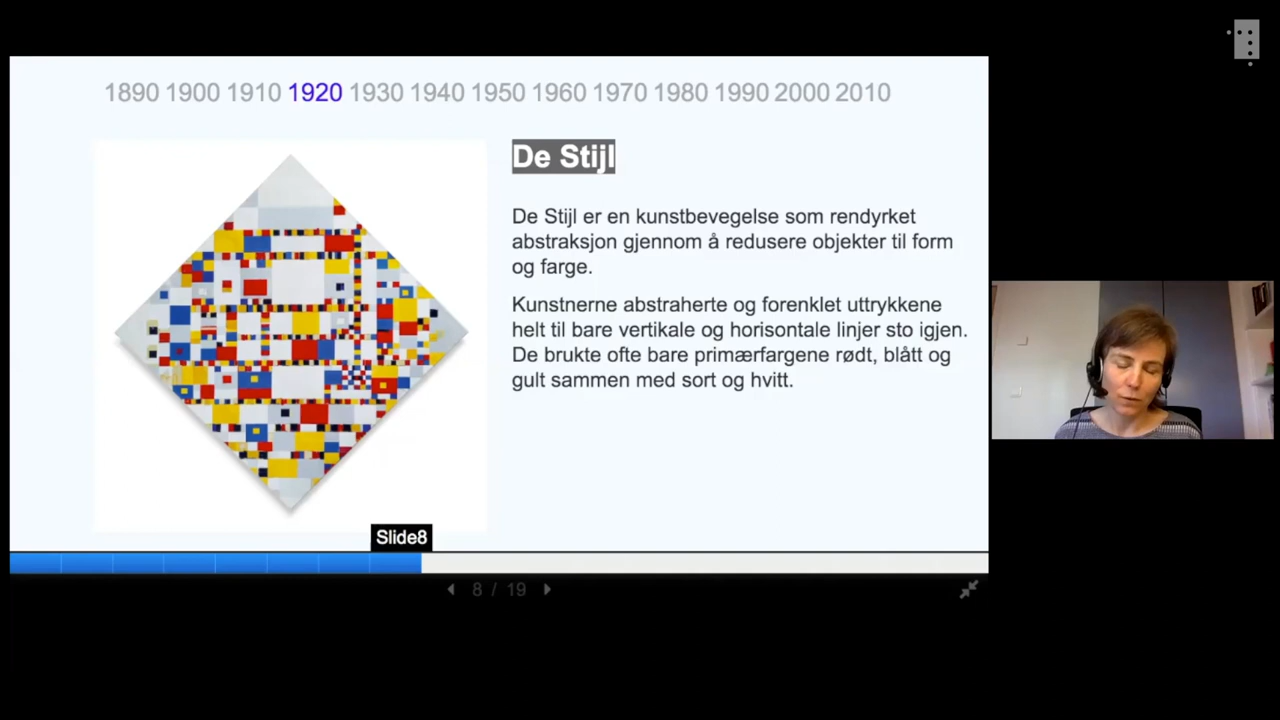 1890 1900 1910 1920 1930 1940 1950 1960 1970 1980 1990 2000 2010
De Stijl
De Stijl er en kunstbevegelse som rendyrket
abstraksjon gjennom å redusere objekter til form
og farge.
Kunstnerne abstraherte og forenklet uttrykkene
helt til bare vertikale og horisontale linjer sto igjen.
De brukte ofte bare primærfargene rødt, blått og
gult sammen med sort og hvitt.
Slide8
8 / 19